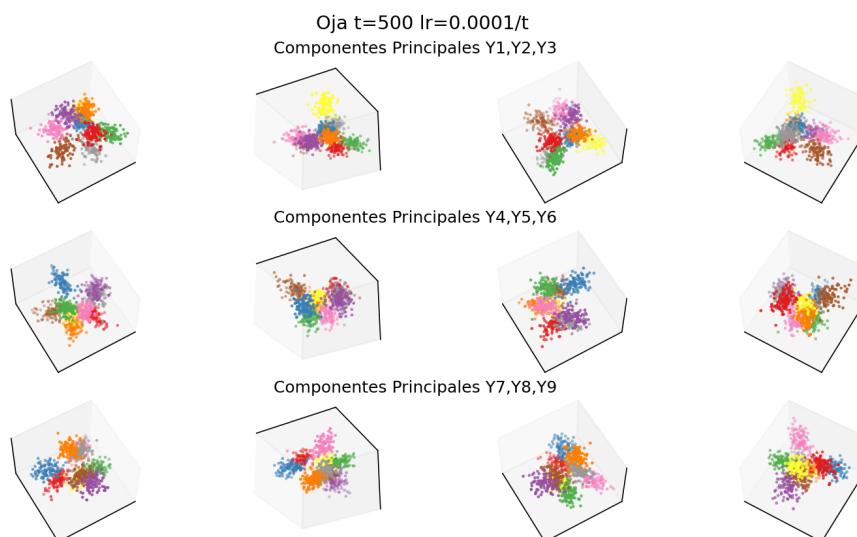 Oja t=500 lr=0.0001/t
Componentes Principales Y1,Y2,Y3
Componentes Principales Y4,Y5,Y6
Componentes Principales Y7,Y8,Y9